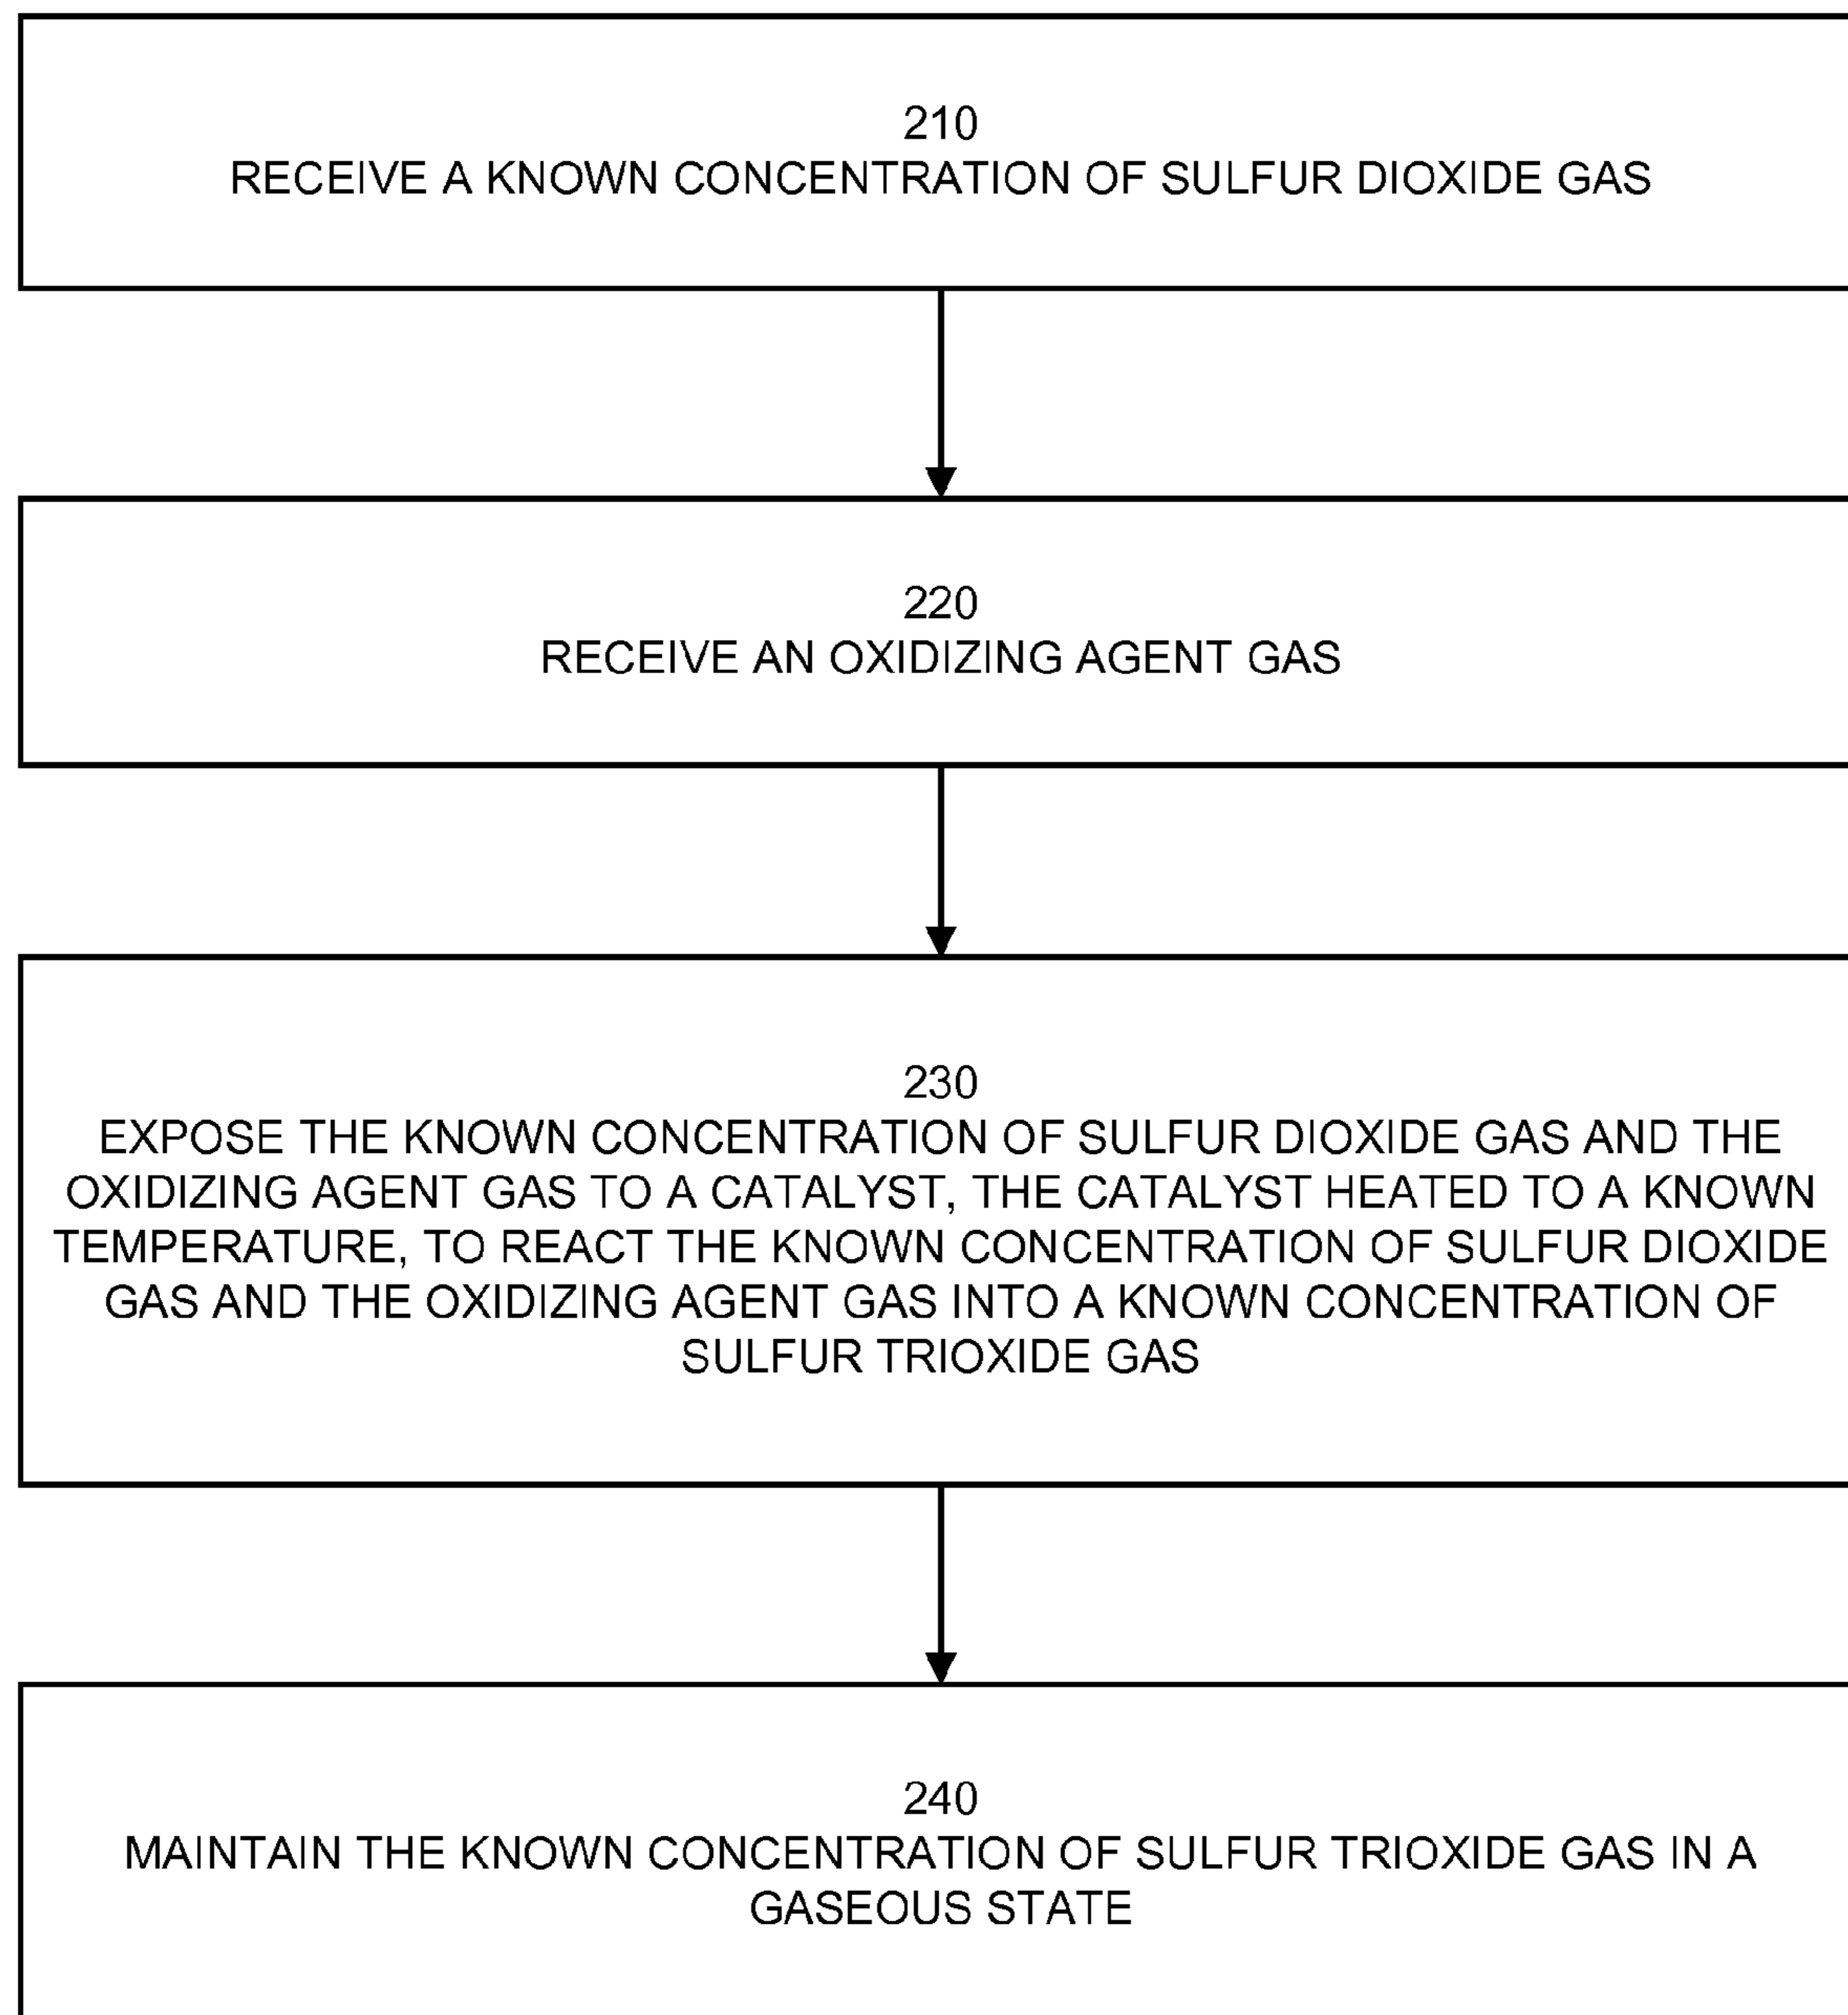 210
RECEIVE A KNOWN CONCENTRATION OF SULFUR DIOXIDE GAS
220
RECEIVE AN OXIDIZING AGENT GAS
230
EXPOSE THE KNOWN CONCENTRATION OF SULFUR DIOXIDE GAS AND THE
OXIDIZING AGENT GAS TO A CATALYST, THE CATALYST HEATED TO A KNOWN
TEMPERATURE, TO REACT THE KNOWN CONCENTRATION OF SULFUR DIOXIDE
GAS AND THE OXIDIZING AGENT GAS INTO A KNOWN CONCENTRATION OF
SULFUR TRIOXIDE GAS
240
MAINTAIN THE KNOWN CONCENTRATION OF SULFUR TRIOXIDE GAS IN A
GASEOUS STATE